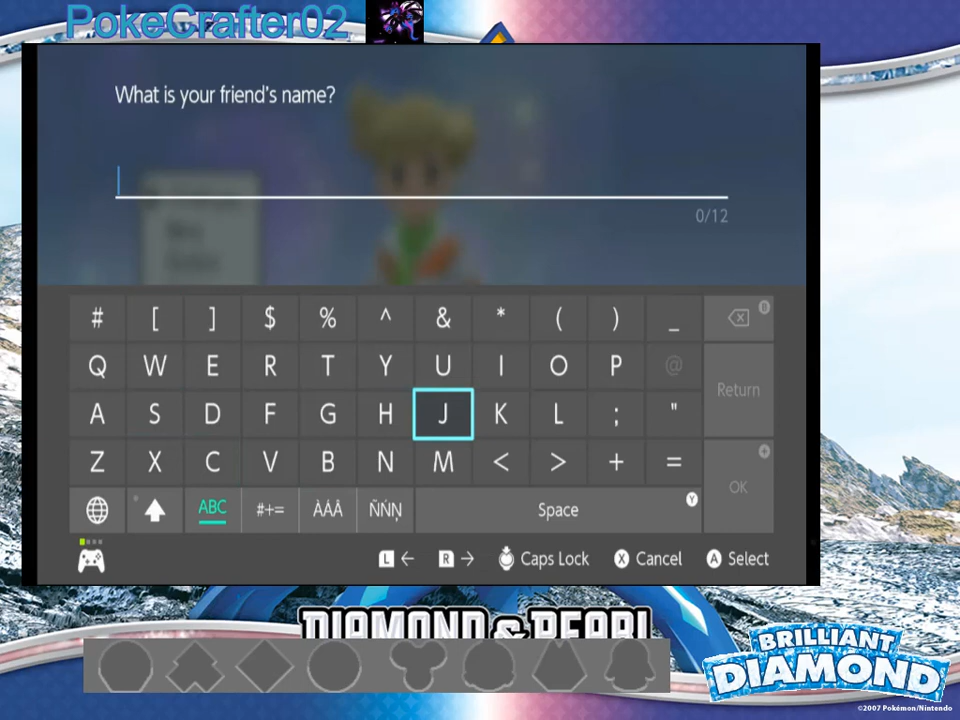 PokeCrafter02
What is your friend's name?
0/12
# [ ] $ % ^ & * ( ) _
Q W E R T Y U I O P @
Return
A S D F G H J K L ; "
Z X C V B N M < > + =
OK
ABC #+= ÀÁÂ ÑŃŅ Space Y
L ← R → Caps Lock X Cancel A Select
DIAMOND & PEARL
BRILLIANT
DIAMOND
©2007 Pokémon/Nintendo